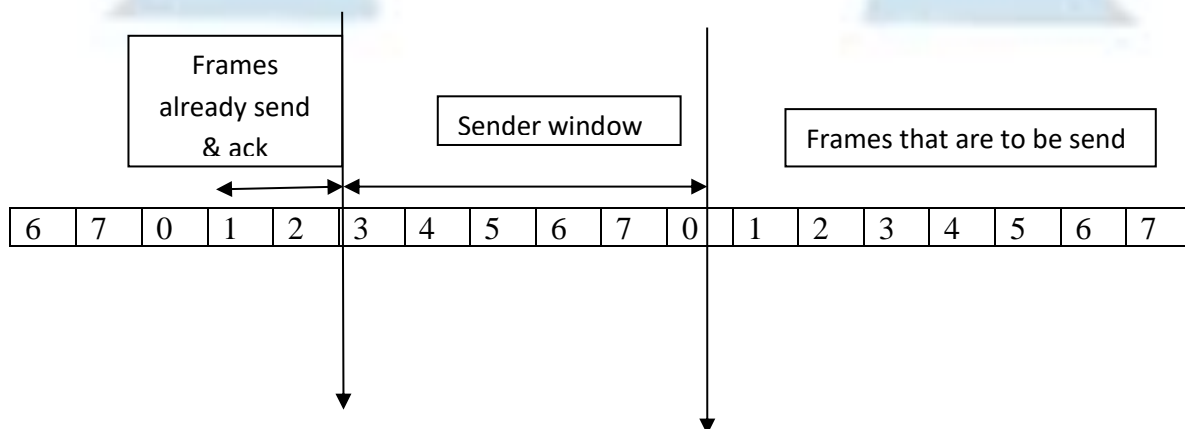 Frames
already send
& ack
Sender window
Frames that are to be send
6 7 0 1 2 3 4 5 6 7 0 1 2 3 4 5 6 7